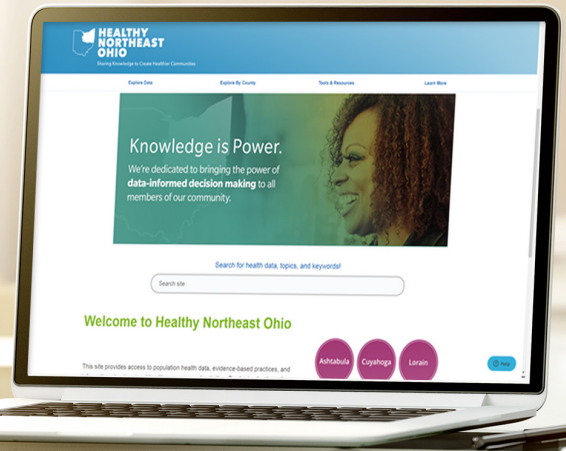 HEALTHY
NORTHEAST
OHIO
Sharing Knowledge to Create Healthier Communities
Explore Data Explore By County Tools & Resources Learn More
Knowledge is Power.
We're dedicated to bringing the power of
data-informed decision making to all
members of our community.
Search for health data, topics, and keywords!
Search site
Welcome to Healthy Northeast Ohio
Ashtabula Cuyahoga Lorain
Help
This site provides access to population health data, evidence-based practices, and